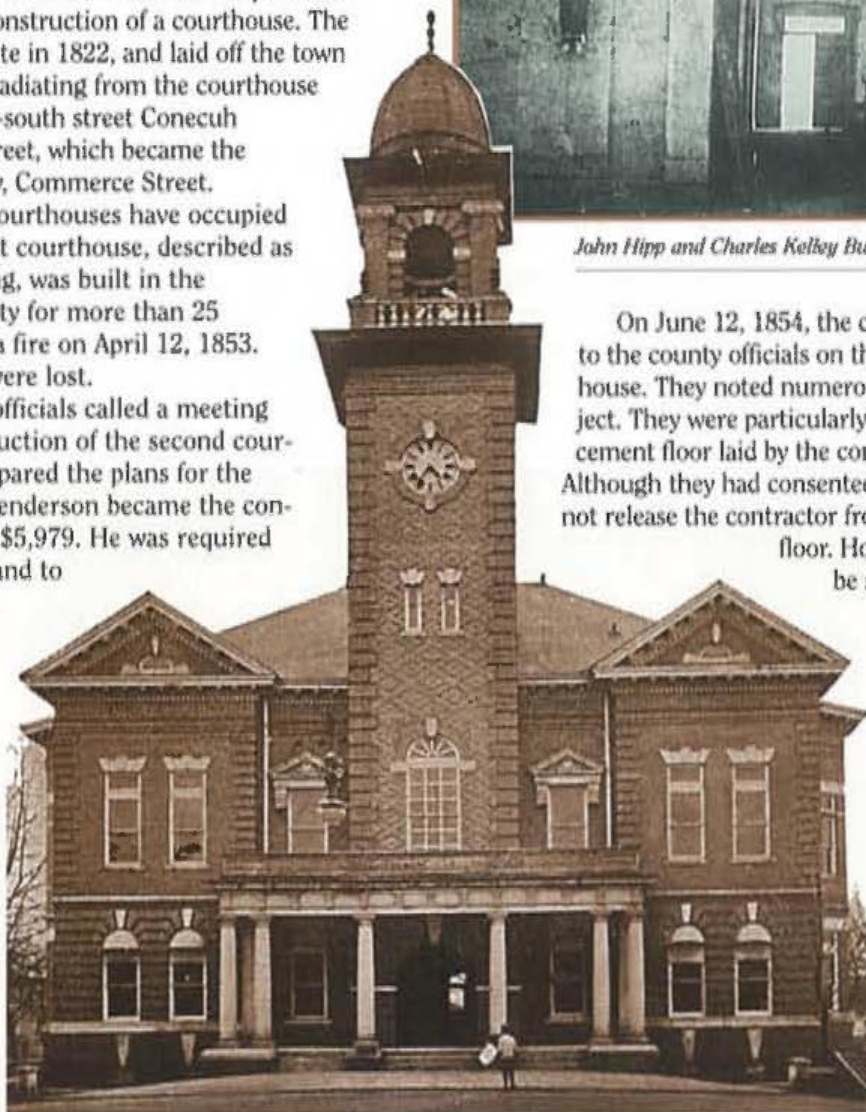 onstruction of a courthouse. The
te in 1822, and laid off the town
adiating from the courthouse
-south street Conecuh
reet, which became the
, Commerce Street.
ourthouses have occupied
t courthouse, described as
g, was built in the
ty for more than 25
a fire on April 12, 1853.
vere lost.
officials called a meeting
uction of the second cour-
pared the plans for the
enderson became the con-
$5,979. He was required
and to
John Hipp and Charles Kelley Bu
On June 12, 1854, the c
to the county officials on th
house. They noted numero
ject. They were particularly
cement floor laid by the con
Although they had consented
not release the contractor fre
floor. Ho
be